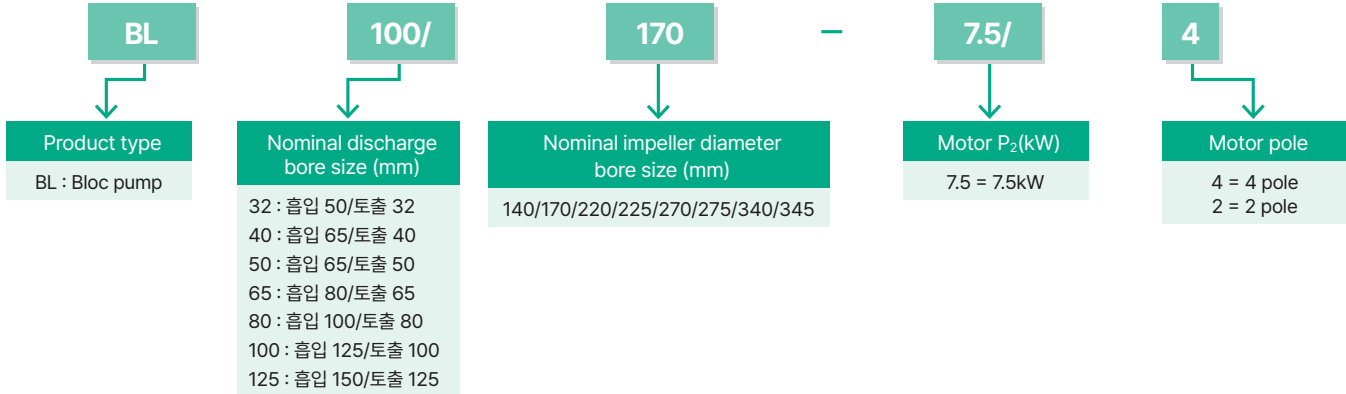 BL 100/ 170 – 7.5/ 4
Product type
BL : Bloc pump
Nominal discharge
bore size (mm)
32 : 흡입 50/토출 32
40 : 흡입 65/토출 40
50 : 흡입 65/토출 50
65 : 흡입 80/토출 65
80 : 흡입 100/토출 80
100 : 흡입 125/토출 100
125 : 흡입 150/토출 125
Nominal impeller diameter
bore size (mm)
140/170/220/225/270/275/340/345
Motor P₂(kW)
7.5 = 7.5kW
Motor pole
4 = 4 pole
2 = 2 pole